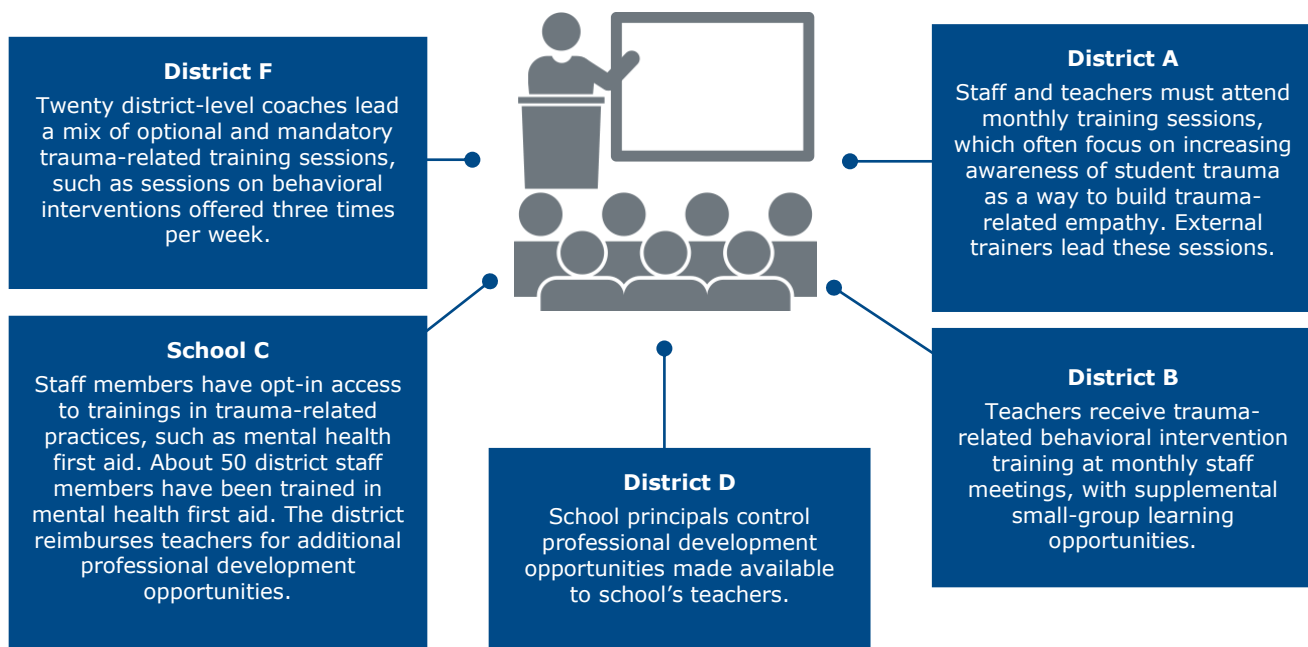 District F
Twenty district-level coaches lead
a mix of optional and mandatory
trauma-related training sessions,
such as sessions on behavioral
interventions offered three times
per week.
District A
Staff and teachers must attend
monthly training sessions,
which often focus on increasing
awareness of student trauma
as a way to build trauma-
related empathy. External
trainers lead these sessions.
School C
Staff members have opt-in access
to trainings in trauma-related
practices, such as mental health
first aid. About 50 district staff
members have been trained in
mental health first aid. The district
reimburses teachers for additional
professional development
opportunities.
District D
School principals control
professional development
opportunities made available
to school’s teachers.
District B
Teachers receive trauma-
related behavioral intervention
training at monthly staff
meetings, with supplemental
small-group learning
opportunities.